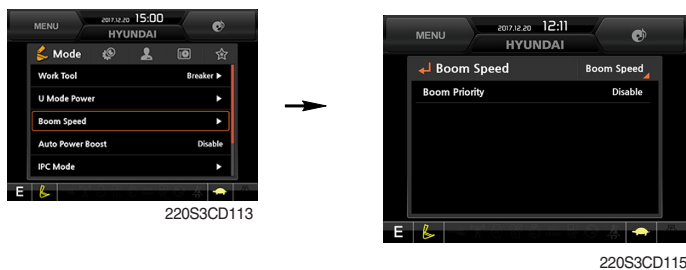 MENU
2017.12.20 15:00
HYUNDAI
Mode
Work Tool Breaker ▶
U Mode Power ▶
Boom Speed ▶
Auto Power Boost Disable
IPC Mode ▶
E
220S3CD113
MENU
2017.12.20 12:11
HYUNDAI
Boom Speed Boom Speed
Boom Priority Disable
E
220S3CD115